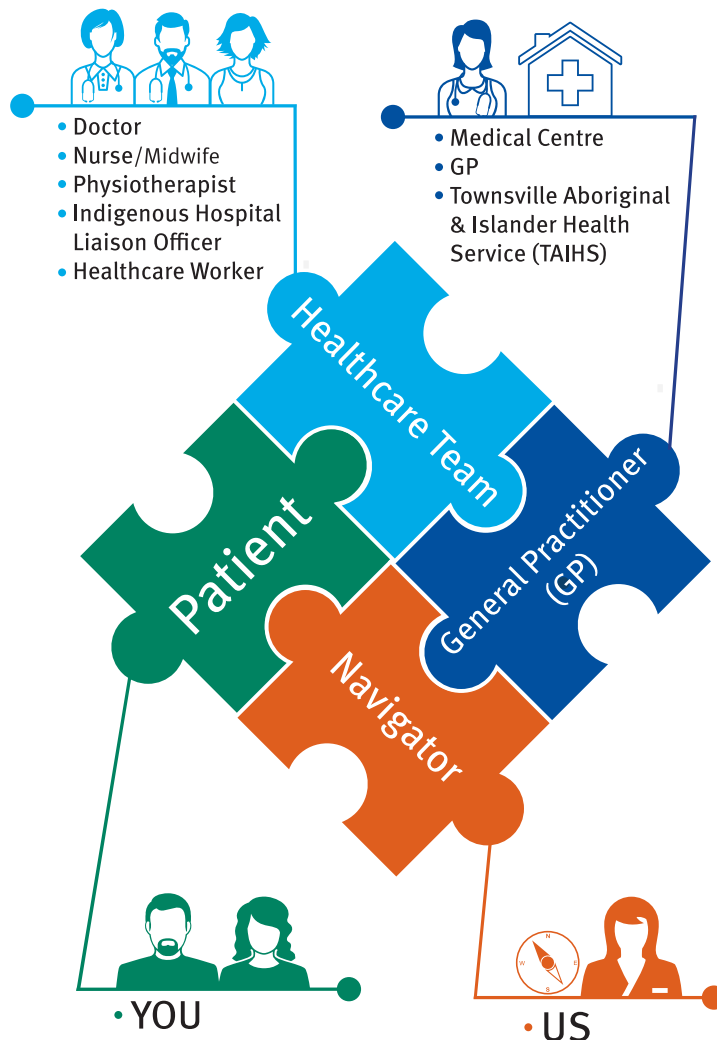 • Doctor
• Nurse/Midwife
• Physiotherapist
• Indigenous Hospital
Liaison Officer
• Healthcare Worker
• Medical Centre
• GP
• Townsville Aboriginal
& Islander Health
Service (TAIHS)
Healthcare Team
General Practitioner
(GP)
Patient
Navigator
• YOU
N
W E
S
• US